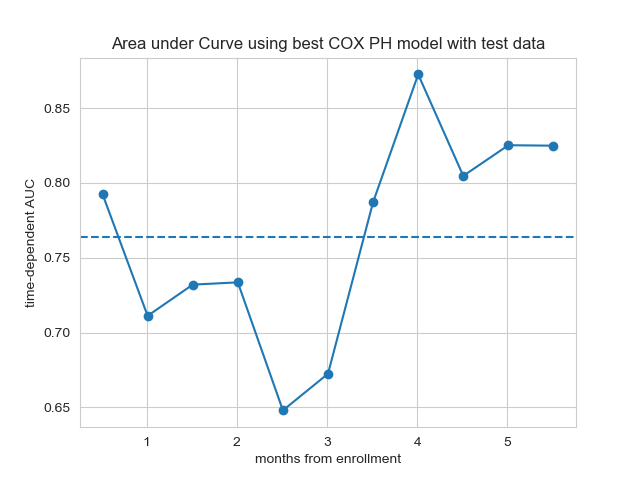 Area under Curve using best COX PH model with test data
time-dependent AUC
0.85
0.80
0.75
0.70
0.65
1 2 3 4 5
months from enrollment